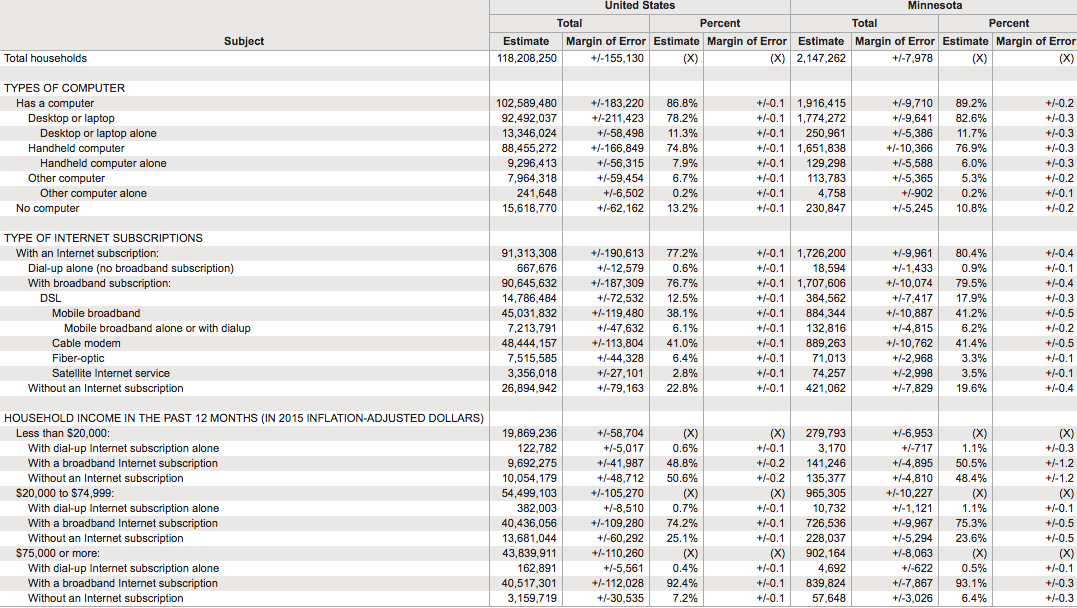 United States Minnesota
Total Percent Total Percent
Subject Estimate Margin of Error Estimate Margin of Error Estimate Margin of Error Estimate Margin of Error
Total households 118,208,250 +/-155,130 (X) (X) 2,147,262 +/-7,978 (X) (X)
TYPES OF COMPUTER
Has a computer 102,589,480 +/-183,220 86.8% +/-0.1 1,916,415 +/-9,710 89.2% +/-0.2
Desktop or laptop 92,492,037 +/-211,423 78.2% +/-0.1 1,774,272 +/-9,641 82.6% +/-0.3
Desktop or laptop alone 13,346,024 +/-58,498 11.3% +/-0.1 250,961 +/-5,386 11.7% +/-0.3
Handheld computer 88,455,272 +/-166,849 74.8% +/-0.1 1,651,838 +/-10,366 76.9% +/-0.3
Handheld computer alone 9,296,413 +/-56,315 7.9% +/-0.1 129,298 +/-5,588 6.0% +/-0.3
Other computer 7,964,318 +/-59,454 6.7% +/-0.1 113,783 +/-5,365 5.3% +/-0.2
Other computer alone 241,648 +/-6,502 0.2% +/-0.1 4,758 +/-902 0.2% +/-0.1
No computer 15,618,770 +/-62,162 13.2% +/-0.1 230,847 +/-5,245 10.8% +/-0.2
TYPE OF INTERNET SUBSCRIPTIONS
With an Internet subscription: 91,313,308 +/-190,613 77.2% +/-0.1 1,726,200 +/-9,961 80.4% +/-0.4
Dial-up alone (no broadband subscription) 667,676 +/-12,579 0.6% +/-0.1 18,594 +/-1,433 0.9% +/-0.1
With broadband subscription: 90,645,632 +/-187,309 76.7% +/-0.1 1,707,606 +/-10,074 79.5% +/-0.4
DSL 14,786,484 +/-72,532 12.5% +/-0.1 384,562 +/-7,417 17.9% +/-0.3
Mobile broadband 45,031,832 +/-119,480 38.1% +/-0.1 884,344 +/-10,887 41.2% +/-0.5
Mobile broadband alone or with dialup 7,213,791 +/-47,632 6.1% +/-0.1 132,816 +/-4,815 6.2% +/-0.2
Cable modem 48,444,157 +/-113,804 41.0% +/-0.1 889,263 +/-10,762 41.4% +/-0.5
Fiber-optic 7,515,585 +/-44,328 6.4% +/-0.1 71,013 +/-2,968 3.3% +/-0.1
Satellite Internet service 3,356,018 +/-27,101 2.8% +/-0.1 74,257 +/-2,998 3.5% +/-0.1
Without an Internet subscription 26,894,942 +/-79,163 22.8% +/-0.1 421,062 +/-7,829 19.6% +/-0.4
HOUSEHOLD INCOME IN THE PAST 12 MONTHS (IN 2015 INFLATION-ADJUSTED DOLLARS)
Less than $20,000: 19,869,236 +/-58,704 (X) (X) 279,793 +/-6,953 (X) (X)
With dial-up Internet subscription alone 122,782 +/-5,017 0.6% +/-0.1 3,170 +/-717 1.1% +/-0.3
With a broadband Internet subscription 9,692,275 +/-41,987 48.8% +/-0.2 141,246 +/-4,895 50.5% +/-1.2
Without an Internet subscription 10,054,179 +/-48,712 50.6% +/-0.2 135,377 +/-4,810 48.4% +/-1.2
$20,000 to $74,999: 54,499,103 +/-105,270 (X) (X) 965,305 +/-10,227 (X) (X)
With dial-up Internet subscription alone 382,003 +/-8,510 0.7% +/-0.1 10,732 +/-1,121 1.1% +/-0.1
With a broadband Internet subscription 40,436,056 +/-109,280 74.2% +/-0.1 726,536 +/-9,967 75.3% +/-0.5
Without an Internet subscription 13,681,044 +/-60,292 25.1% +/-0.1 228,037 +/-5,294 23.6% +/-0.5
$75,000 or more: 43,839,911 +/-110,260 (X) (X) 902,164 +/-8,063 (X) (X)
With dial-up Internet subscription alone 162,891 +/-5,561 0.4% +/-0.1 4,692 +/-622 0.5% +/-0.1
With a broadband Internet subscription 40,517,301 +/-112,028 92.4% +/-0.1 839,824 +/-7,867 93.1% +/-0.3
Without an Internet subscription 3,159,719 +/-30,535 7.2% +/-0.1 57,648 +/-3,026 6.4% +/-0.3